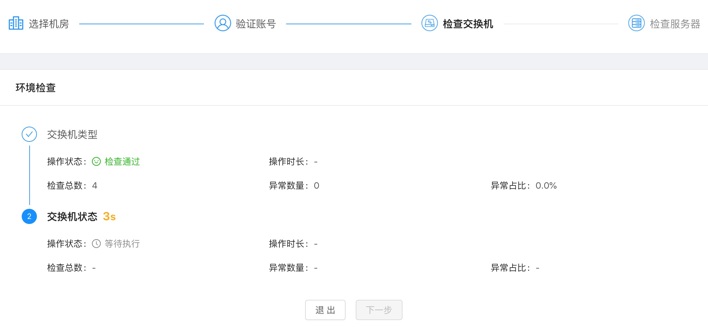 选择机房 验证账号 检查交换机 检查服务器
环境检查
交换机类型
操作状态： 检查通过 操作时长： -
检查总数： 4 异常数量： 0 异常占比： 0.0%
2 交换机状态 3s
操作状态： 等待执行 操作时长： -
检查总数： - 异常数量： - 异常占比： -
退出 下一步